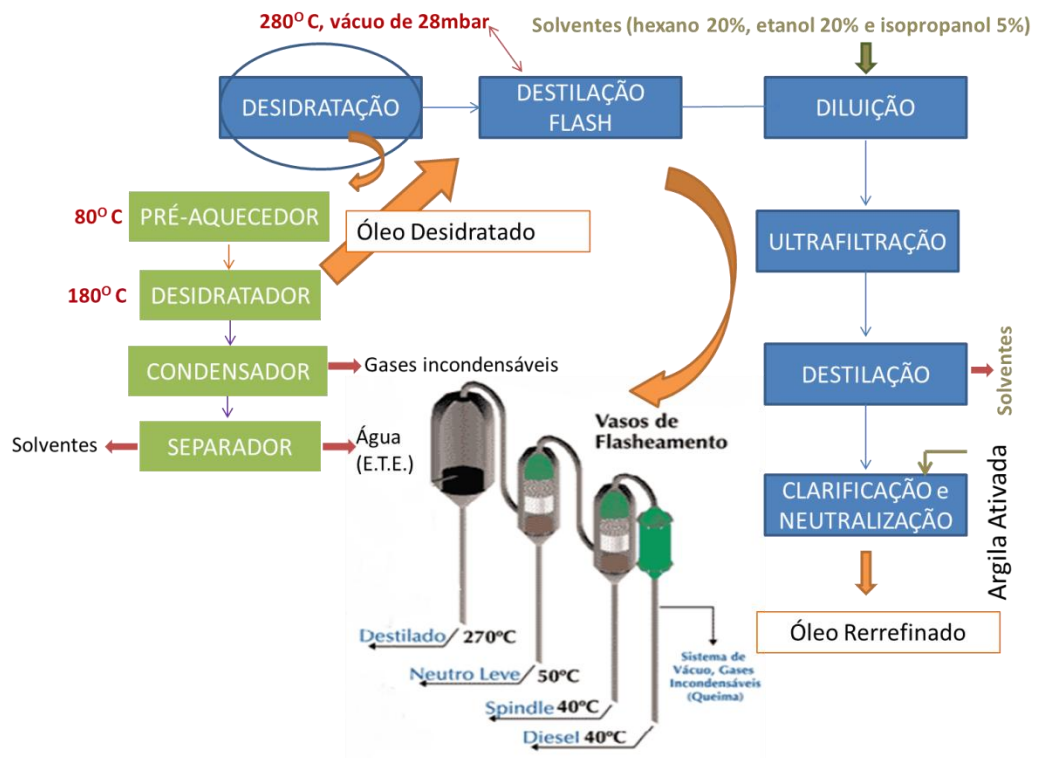 280º C, vácuo de 28mbar
Solventes (hexano 20%, etanol 20% e isopropanol 5%)
DESIDRATAÇÃO
DESTILAÇÃO
FLASH
DILUIÇÃO
80º C
PRÉ-AQUECEDOR
Óleo Desidratado
ULTRAFILTRAÇÃO
180º C
DESIDRATADOR
CONDENSADOR
Gases incondensáveis
DESTILAÇÃO
Solventes
Solventes
SEPARADOR
Água
(E.T.E.)
Vasos de
Flasheamento
CLARIFICAÇÃO e
NEUTRALIZAÇÃO
Argila Ativada
Óleo Rerrefinado
Destilado 270ºC
Neutro Leve 50ºC
Spindle 40ºC
Diesel 40ºC
Sistema de
Vácuo, Gases
Incondensáveis
(Queima)